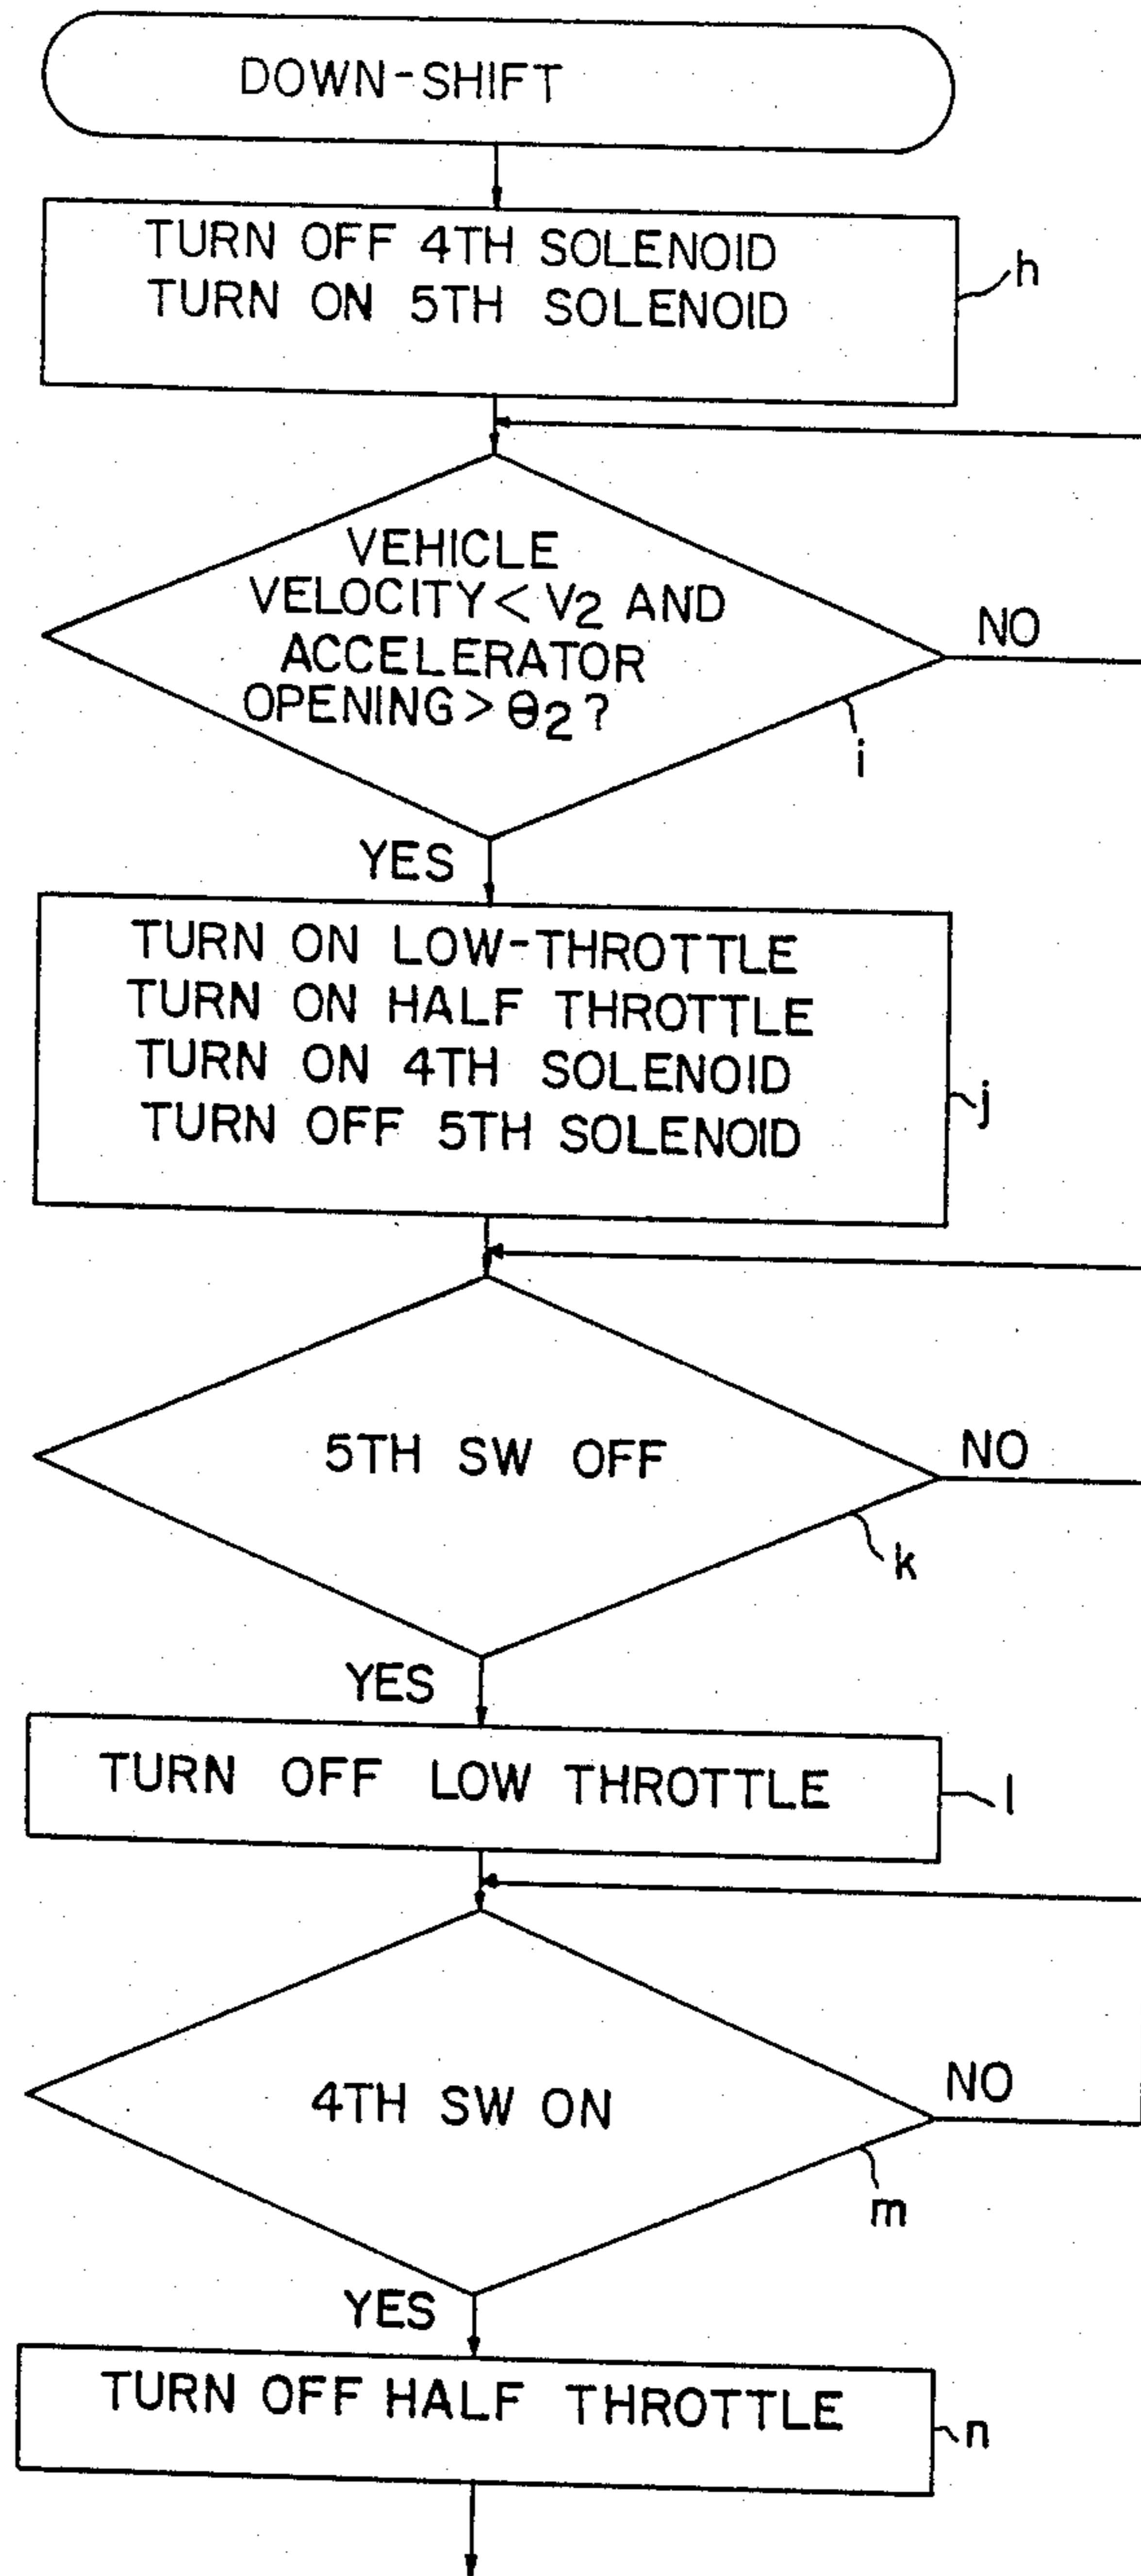 DOWN-SHIFT
TURN OFF 4TH SOLENOID
TURN ON 5TH SOLENOID
h
VEHICLE
VELOCITY < V2 AND
ACCELERATOR
OPENING > θ2 ?
NO
i
YES
TURN ON LOW-THROTTLE
TURN ON HALF THROTTLE
TURN ON 4TH SOLENOID
TURN OFF 5TH SOLENOID
j
5TH SW OFF
NO
k
YES
TURN OFF LOW THROTTLE
l
4TH SW ON
NO
m
YES
TURN OFF HALF THROTTLE
n